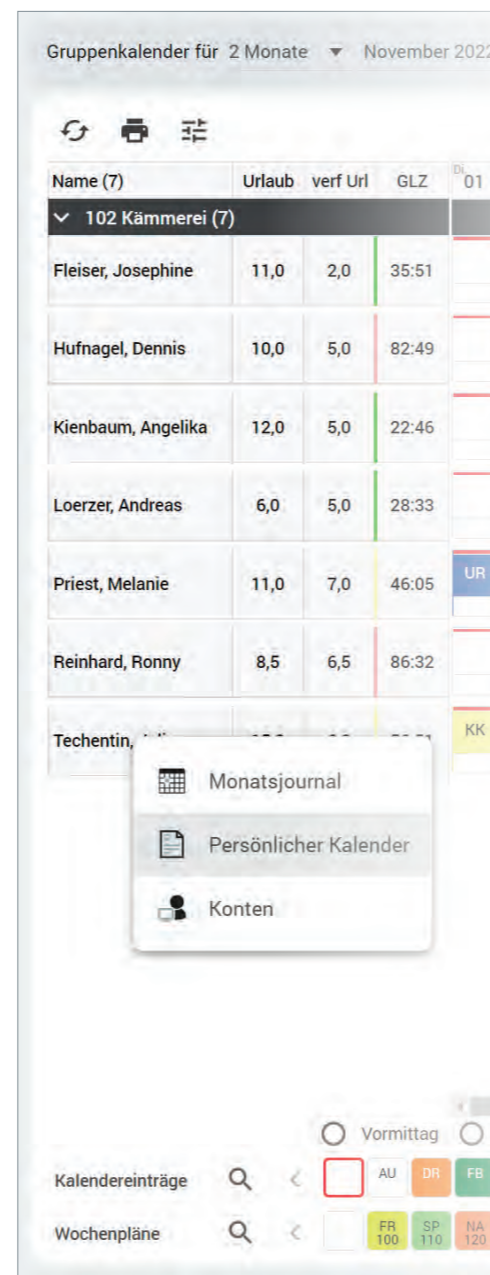 Gruppenkalender für 2 Monate November 2022
Name (7) Urlaub verf Url GLZ Di 01
102 Kämmerei (7)
Fleiser, Josephine 11,0 2,0 35:51
Hufnagel, Dennis 10,0 5,0 82:49
Kienbaum, Angelika 12,0 5,0 22:46
Loerzer, Andreas 6,0 5,0 28:33
Priest, Melanie 11,0 7,0 46:05 UR
Reinhard, Ronny 8,5 6,5 86:32
Techentin, KK
Monatsjournal
Persönlicher Kalender
Konten
Vormittag
Kalendereinträge AU DR FB
Wochenpläne FR 100 SP 110 NA 120